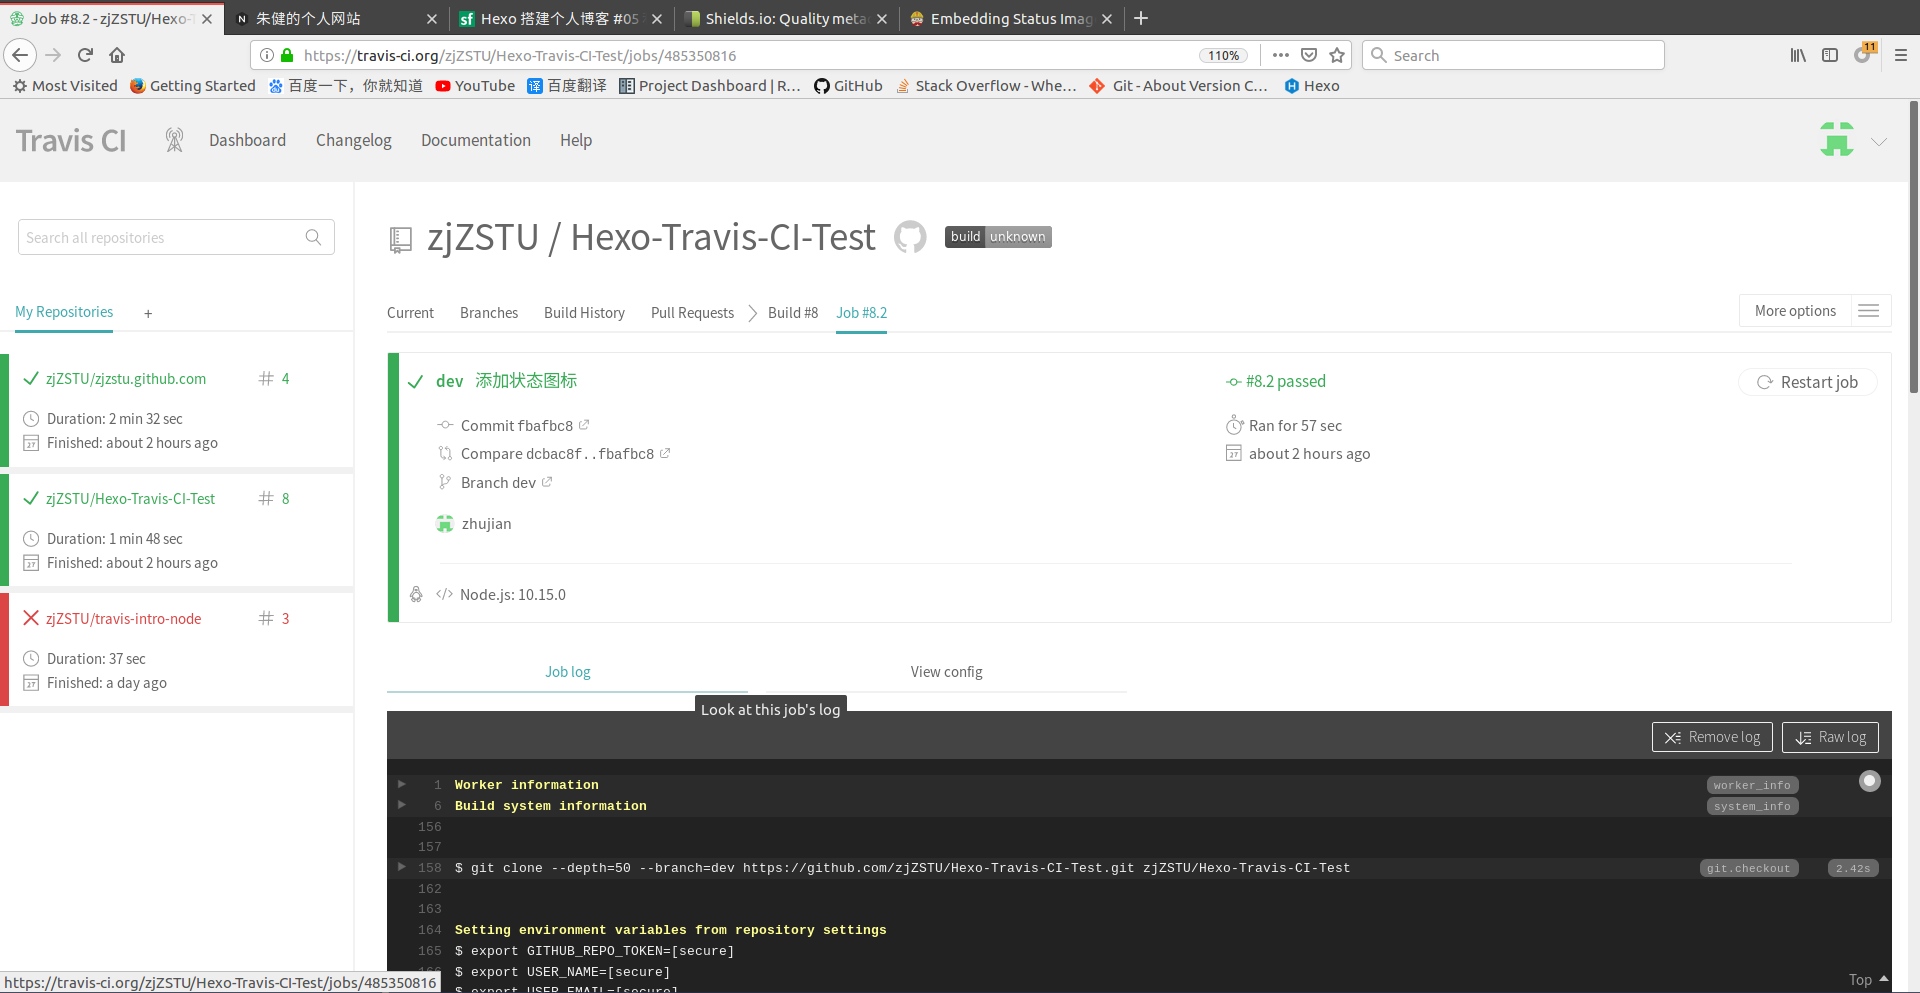 Job #8.2 - zjZSTU/Hexo-T
朱健的个人网站
Hexo 搭建个人博客 #05
Shields.io: Quality meta
Embedding Status Imag
https://travis-ci.org/zjZSTU/Hexo-Travis-CI-Test/jobs/485350816
110%
Search
11
Most Visited
Getting Started
百度一下，你就知道
YouTube
百度翻译
Project Dashboard | R...
GitHub
Stack Overflow - Whe...
Git - About Version C...
Hexo
Travis CI
Dashboard
Changelog
Documentation
Help
Search all repositories
My Repositories
+
zjZSTU/zjzstu.github.com
# 4
Duration: 2 min 32 sec
Finished: about 2 hours ago
zjZSTU/Hexo-Travis-CI-Test
# 8
Duration: 1 min 48 sec
Finished: about 2 hours ago
zjZSTU/travis-intro-node
# 3
Duration: 37 sec
Finished: a day ago
zjZSTU / Hexo-Travis-CI-Test
build unknown
Current
Branches
Build History
Pull Requests
Build #8
Job #8.2
More options
dev 添加状态图标
#8.2 passed
Restart job
Commit fbafbc8
Ran for 57 sec
Compare dcbac8f..fbafbc8
about 2 hours ago
Branch dev
zhujian
Node.js: 10.15.0
Job log
View config
Look at this job's log
Remove log
Raw log
1 Worker information worker_info
6 Build system information system_info
156
157
158 $ git clone --depth=50 --branch=dev https://github.com/zjZSTU/Hexo-Travis-CI-Test.git zjZSTU/Hexo-Travis-CI-Test git.checkout 2.42s
162
163
164 Setting environment variables from repository settings
165 $ export GITHUB_REPO_TOKEN=[secure]
166 $ export USER_NAME=[secure]
$ export USER_EMAIL=[secure]
Top
https://travis-ci.org/zjZSTU/Hexo-Travis-CI-Test/jobs/485350816